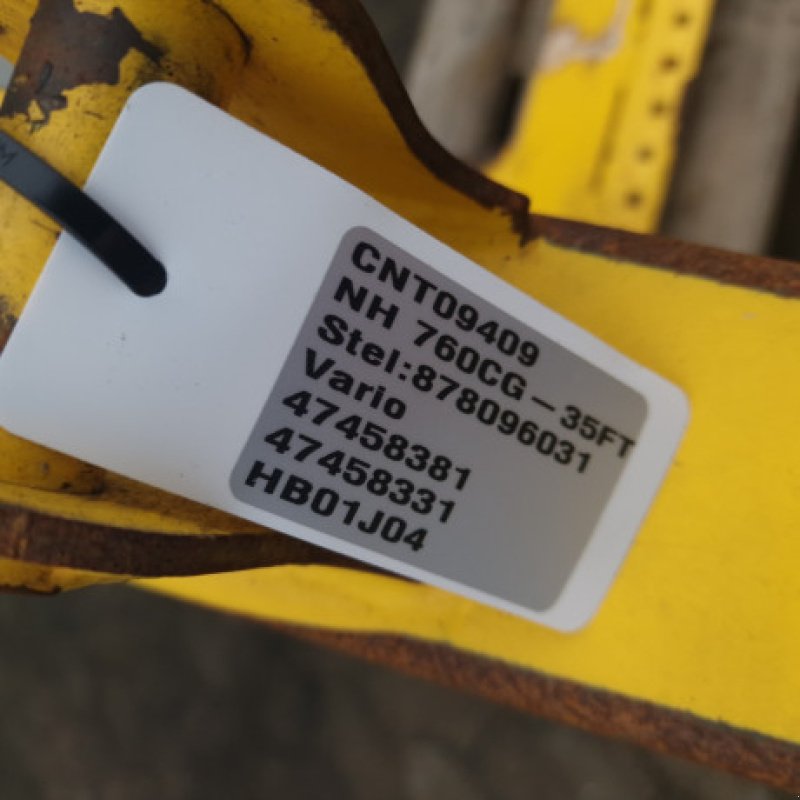 CNT09409
NH 760CG-35FT
Stel:878096031
Vario
47458381
47458331
HB01J04